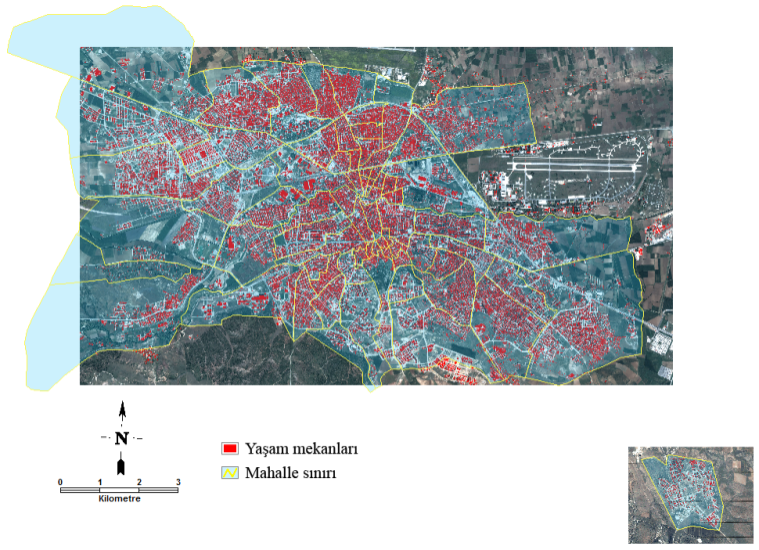 N
0 1 2 3
Kilometre
Yaşam mekanları
Mahalle sınırı